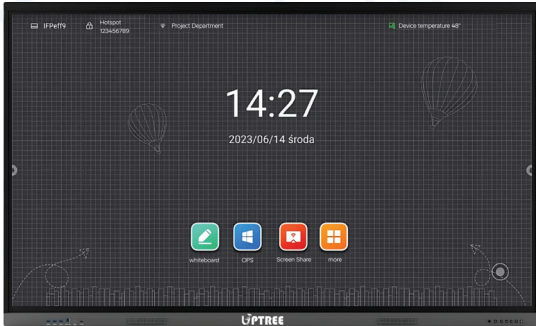 IFPeff9
Hotspot
123456789
Project Department
Device temperature 48°
14:27
2023/06/14 środa
whiteboard
OPS
Screen Share
more
UPTREE